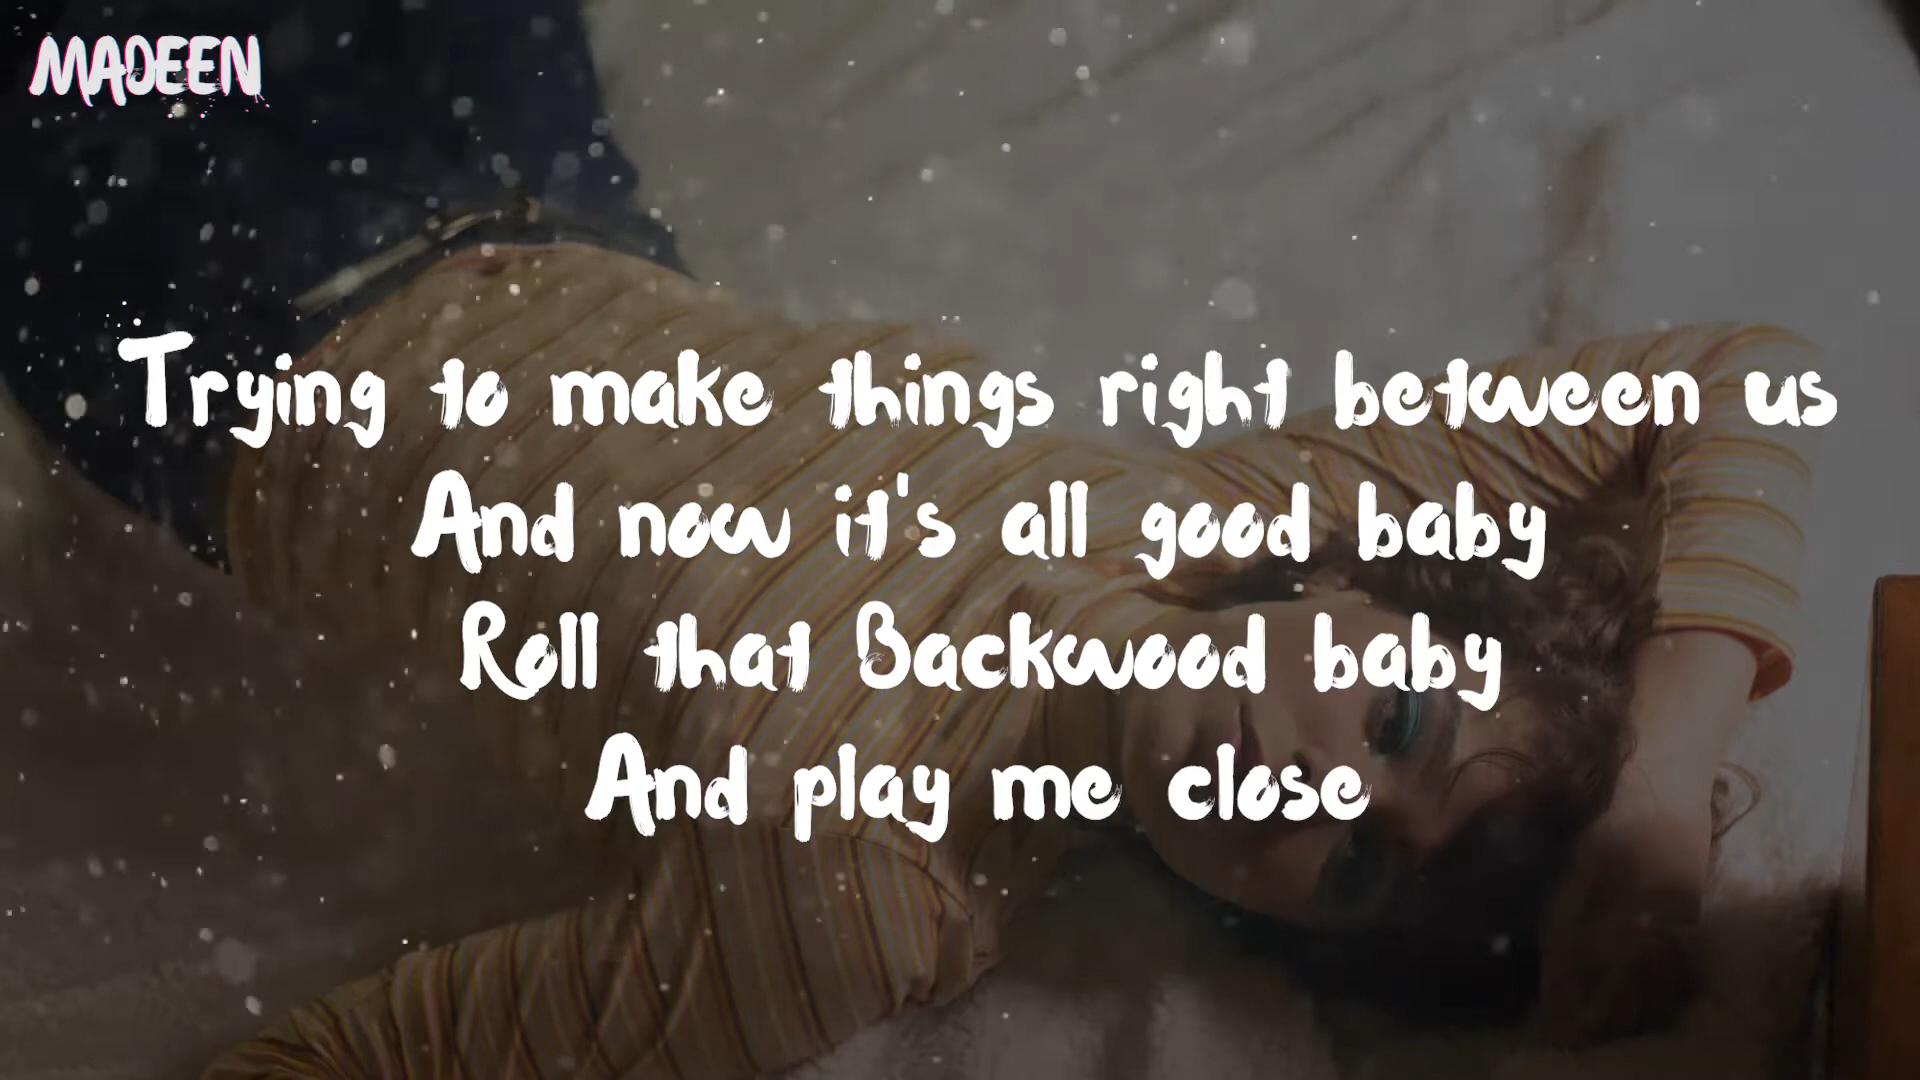 MADEEN
Trying to make things right between us
And now it's all good baby
Roll that Backwood baby
And play me close